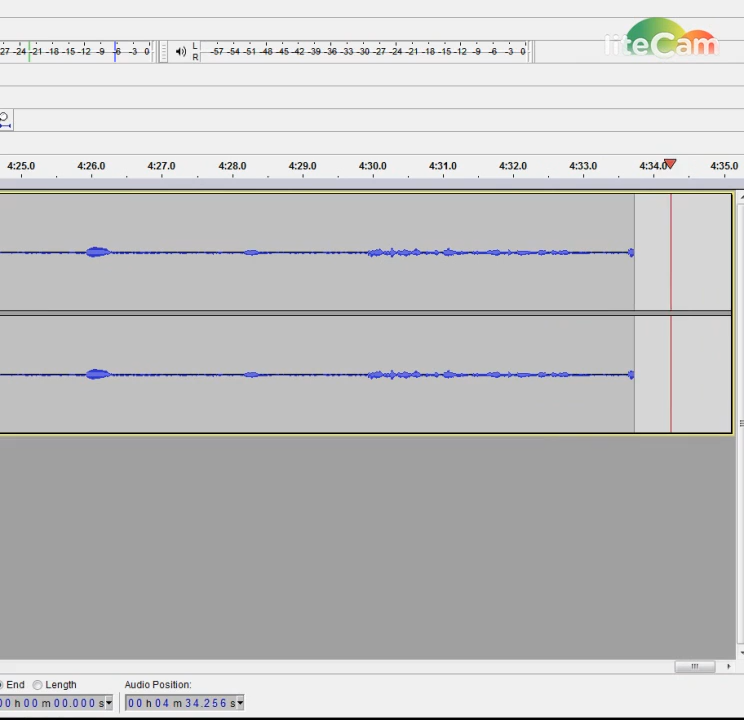 liteCam
27 -24 -21 -18 -15 -12 -9 -6 -3 0
L -57 -54 -51 -48 -45 -42 -39 -36 -33 -30 -27 -24 -21 -18 -15 -12 -9 -6 -3 0
R
4:25.0 4:26.0 4:27.0 4:28.0 4:29.0 4:30.0 4:31.0 4:32.0 4:33.0 4:34.0 4:35.0
End Length Audio Position:
00 h 00 m 00.000 s 00 h 04 m 34.256 s